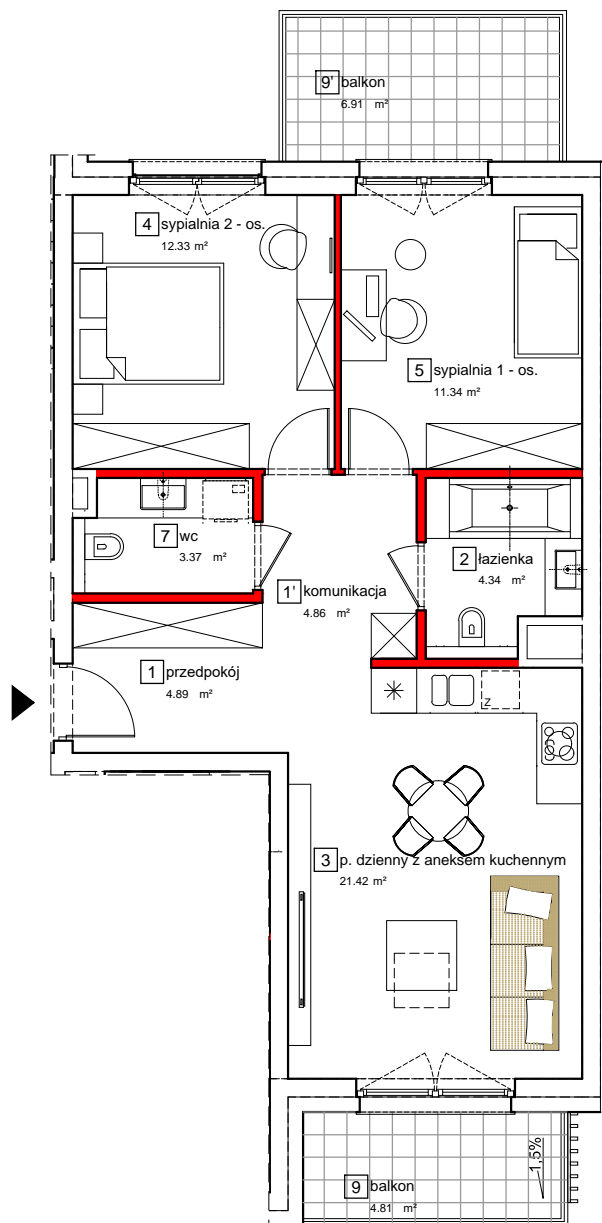 9' balkon
6.91 m²
4 sypialnia 2 - os.
12.33 m²
5 sypialnia 1 - os.
11.34 m²
7 wc
3.37 m²
2 łazienka
4.34 m²
1' komunikacja
4.86 m²
1 przedpokój
4.89 m²
Z
3 p. dzienny z aneksem kuchennym
21.42 m²
1,5%
9 balkon
4.81 m²